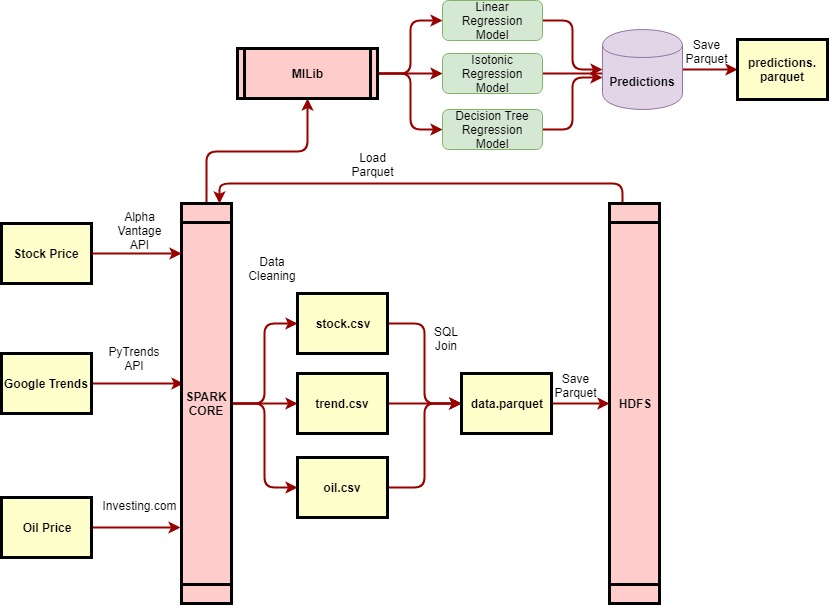 Linear
Regression
Model
Isotonic
Regression
Model
Decision Tree
Regression
Model
MlLib
Predictions
Save
Parquet
predictions.
parquet
Load
Parquet
Alpha
Vantage
API
Stock Price
Data
Cleaning
stock.csv
SQL
Join
PyTrends
API
Google Trends
SPARK
CORE
trend.csv
data.parquet
Save
Parquet
HDFS
oil.csv
Investing.com
Oil Price